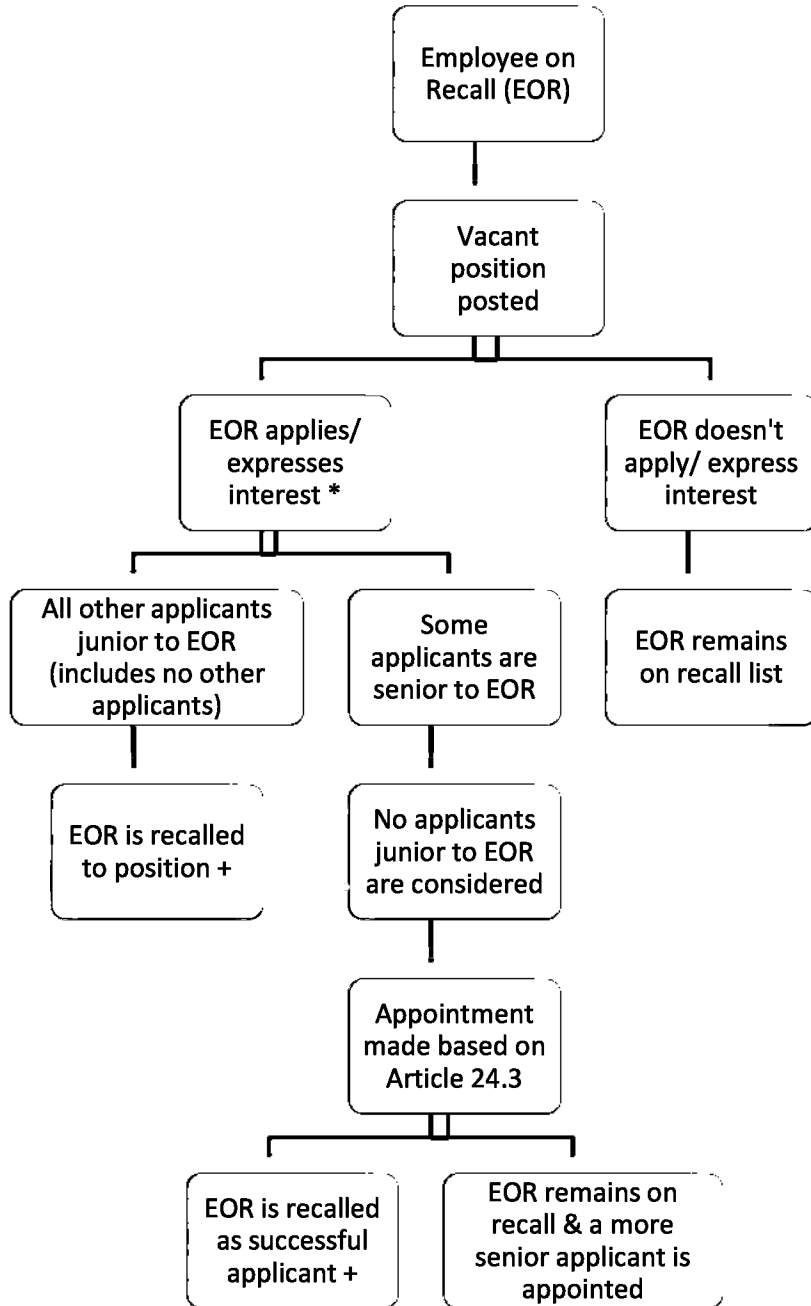 Employee on
Recall (EOR)
Vacant
position
posted
EOR applies/
expresses
interest *
EOR doesn't
apply/ express
interest
All other applicants
junior to EOR
(includes no other
applicants)
Some
applicants are
senior to EOR
EOR remains
on recall list
EOR is recalled
to position +
No applicants
junior to EOR
are considered
Appointment
made based on
Article 24.3
EOR is recalled
as successful
applicant +
EOR remains on
recall & a more
senior applicant is
appointed